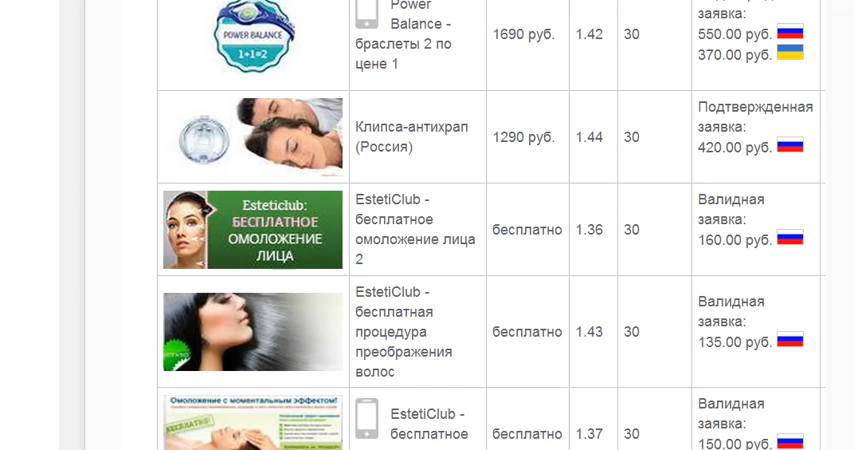 POWER BALANCE
1+1=2
Power
Balance -
браслеты 2 по
цене 1
1690 руб.
1.42
30
заявка:
550.00 руб.
370.00 руб.
Клипса-антихрап
(Россия)
1290 руб.
1.44
30
Подтвержденная
заявка:
420.00 руб.
Esteticlub:
БЕСПЛАТНОЕ
ОМОЛОЖЕНИЕ
ЛИЦА
EstetiClub -
бесплатное
омоложение лица
2
бесплатно
1.36
30
Валидная
заявка:
160.00 руб.
EstetiClub -
бесплатная
процедура
преображения
волос
бесплатно
1.43
30
Валидная
заявка:
135.00 руб.
Омоложение с моментальным эффектом!
БЕСПЛАТНО!
EstetiClub -
бесплатное
бесплатно
1.37
30
Валидная
заявка:
150.00 руб.